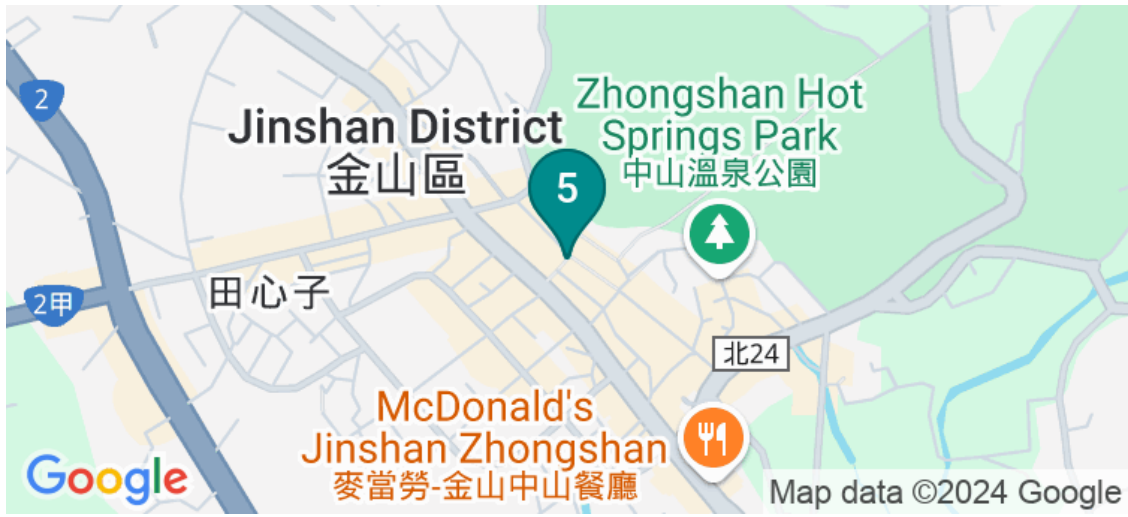 2
Jinshan District
金山區
Zhongshan Hot
Springs Park
中山溫泉公園
5
2甲
田心子
北24
McDonald's
Jinshan Zhongshan
麥當勞-金山中山餐廳
Google
Map data ©2024 Google